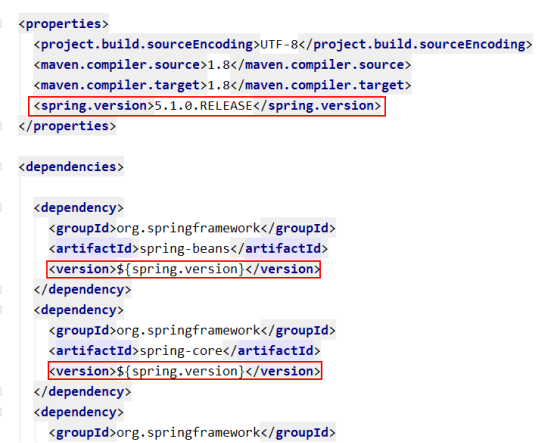 <properties>
<project.build.sourceEncoding>UTF-8</project.build.sourceEncoding>
<maven.compiler.source>1.8</maven.compiler.source>
<maven.compiler.target>1.8</maven.compiler.target>
<spring.version>5.1.0.RELEASE</spring.version>
</properties>
<dependencies>
<dependency>
<groupId>org.springframework</groupId>
<artifactId>spring-beans</artifactId>
<version>${spring.version}</version>
</dependency>
<dependency>
<groupId>org.springframework</groupId>
<artifactId>spring-core</artifactId>
<version>${spring.version}</version>
</dependency>
<dependency>
<groupId>org.springframework</groupId>